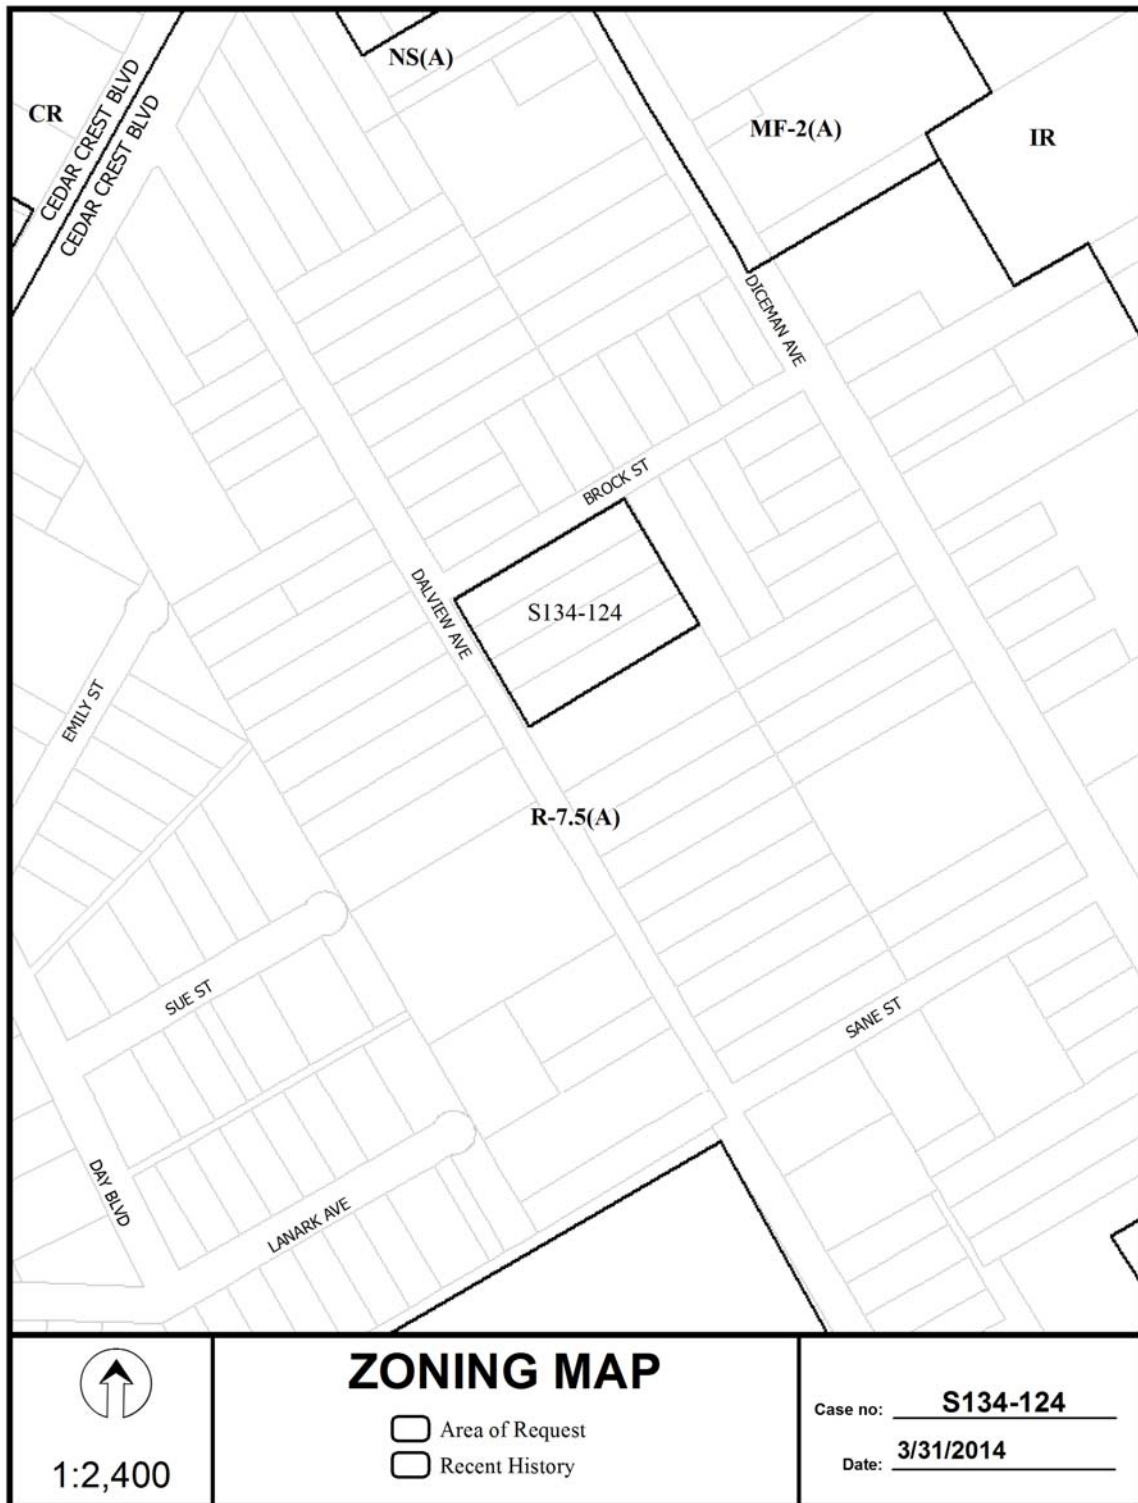 NS(A)
CR
CEDAR CREST BLVD
CEDAR CREST BLVD
MF-2(A)
IR
DICEMAN AVE
BROCK ST
DALVIEW AVE
S134-124
EMILY ST
R-7.5(A)
SUE ST
SANE ST
DAY BLVD
LANARK AVE
1:2,400
ZONING MAP
Area of Request
Recent History
Case no: S134-124
Date: 3/31/2014